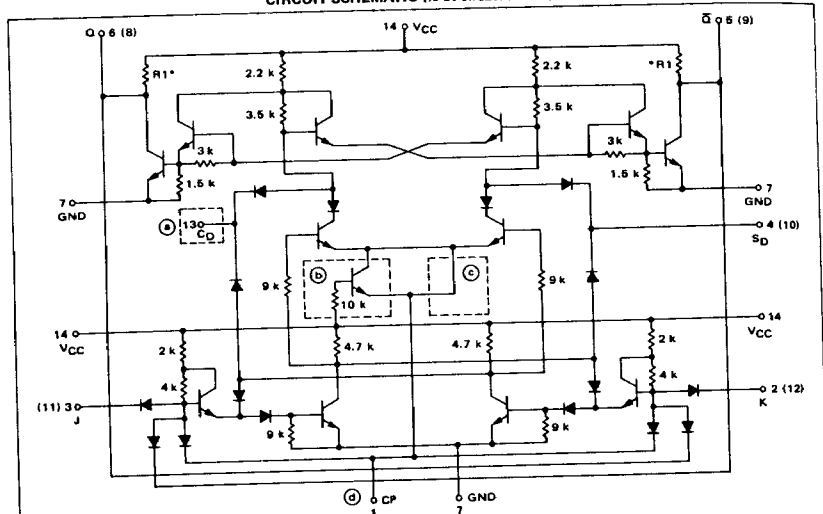 CIRCUIT SCHEMATIC
Q 6 (8)
14 VCC
Q̅ 5 (9)
R1*
2.2 k
2.2 k
*R1
3.5 k
3.5 k
3 k
3 k
1.5 k
1.5 k
7
GND
7
GND
a
13
CD
4 (10)
SD
b
c
9 k
10 k
9 k
14
VCC
14
VCC
2 k
4.7 k
4.7 k
2 k
4 k
4 k
(11) 3
J
2 (12)
K
9 k
9 k
d
CP
1
GND
7